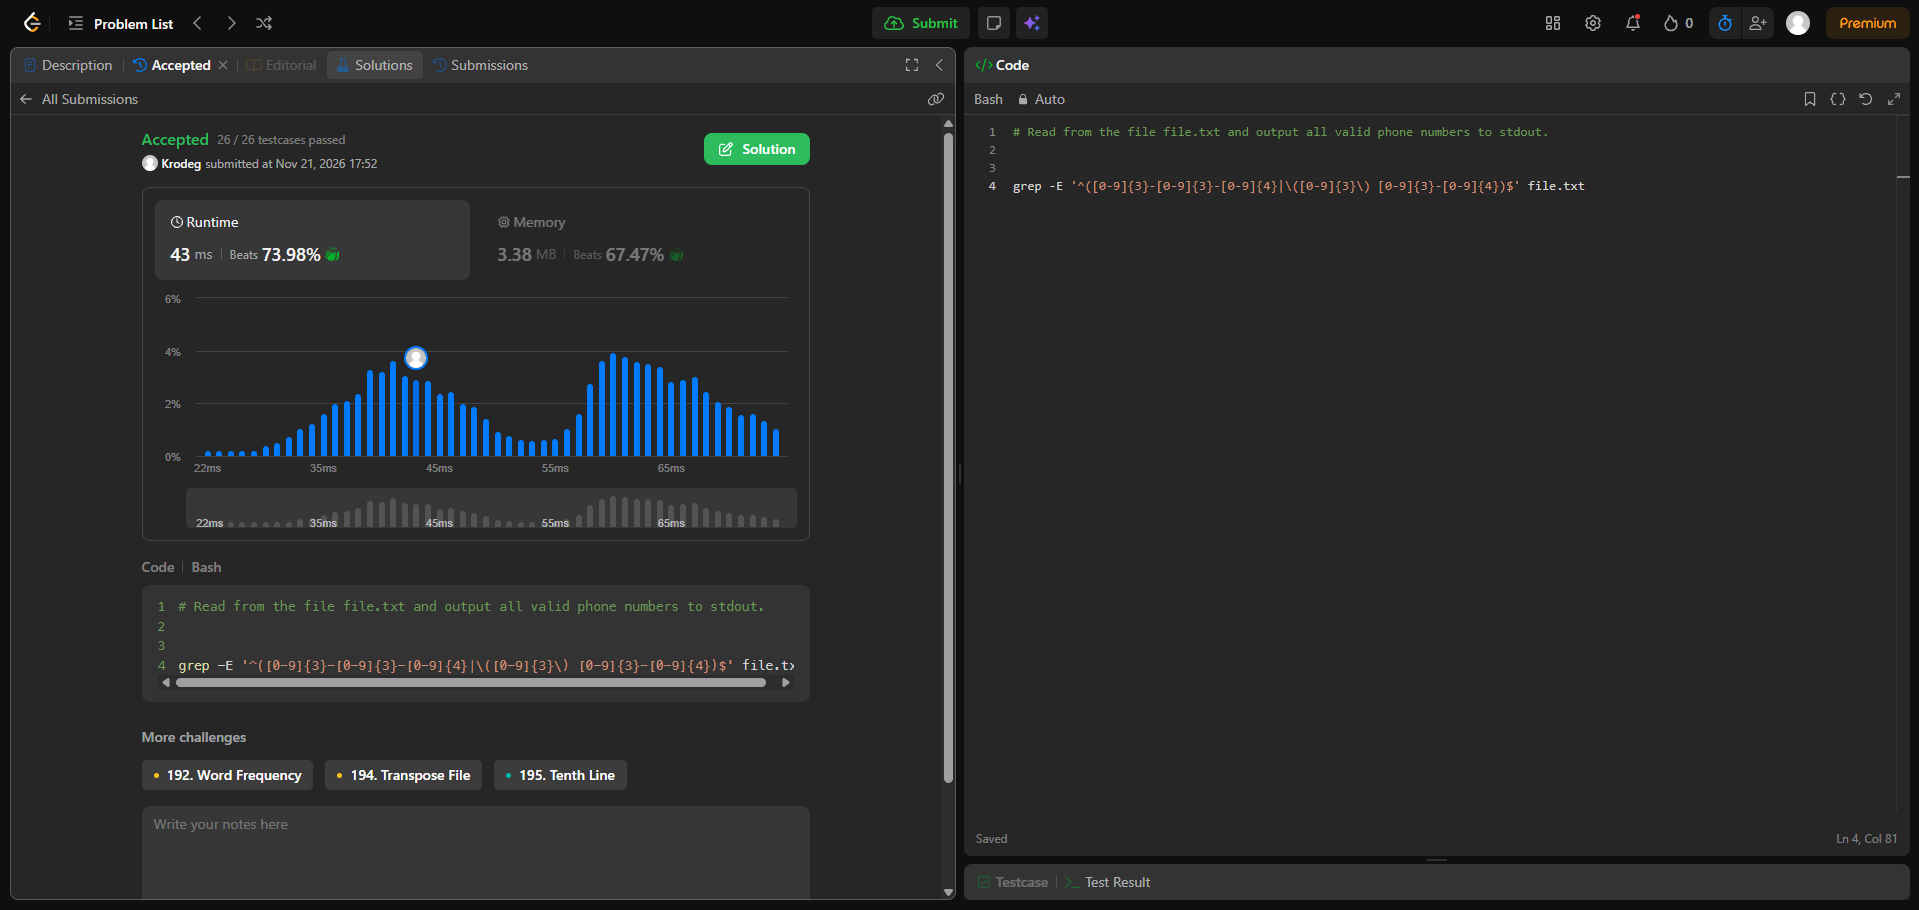 Problem List
Submit
0
Premium
Description
Accepted
Editorial
Solutions
Submissions
All Submissions
Accepted 26 / 26 testcases passed
Krodeg submitted at Nov 21, 2026 17:52
Solution
Runtime
43 ms Beats 73.98%
Memory
3.38 MB Beats 67.47%
6%
4%
2%
0%
22ms 35ms 45ms 55ms 65ms
22ms 35ms 45ms 55ms 65ms
Code Bash
1 # Read from the file file.txt and output all valid phone numbers to stdout.
2
3
4 grep -E '^([0-9]{3}-[0-9]{3}-[0-9]{4}|\([0-9]{3}\) [0-9]{3}-[0-9]{4})$' file.tx
More challenges
192. Word Frequency
194. Transpose File
195. Tenth Line
Write your notes here
</> Code
Bash Auto
1 # Read from the file file.txt and output all valid phone numbers to stdout.
2
3
4 grep -E '^([0-9]{3}-[0-9]{3}-[0-9]{4}|\([0-9]{3}\) [0-9]{3}-[0-9]{4})$' file.txt
Saved
Ln 4, Col 81
Testcase
Test Result